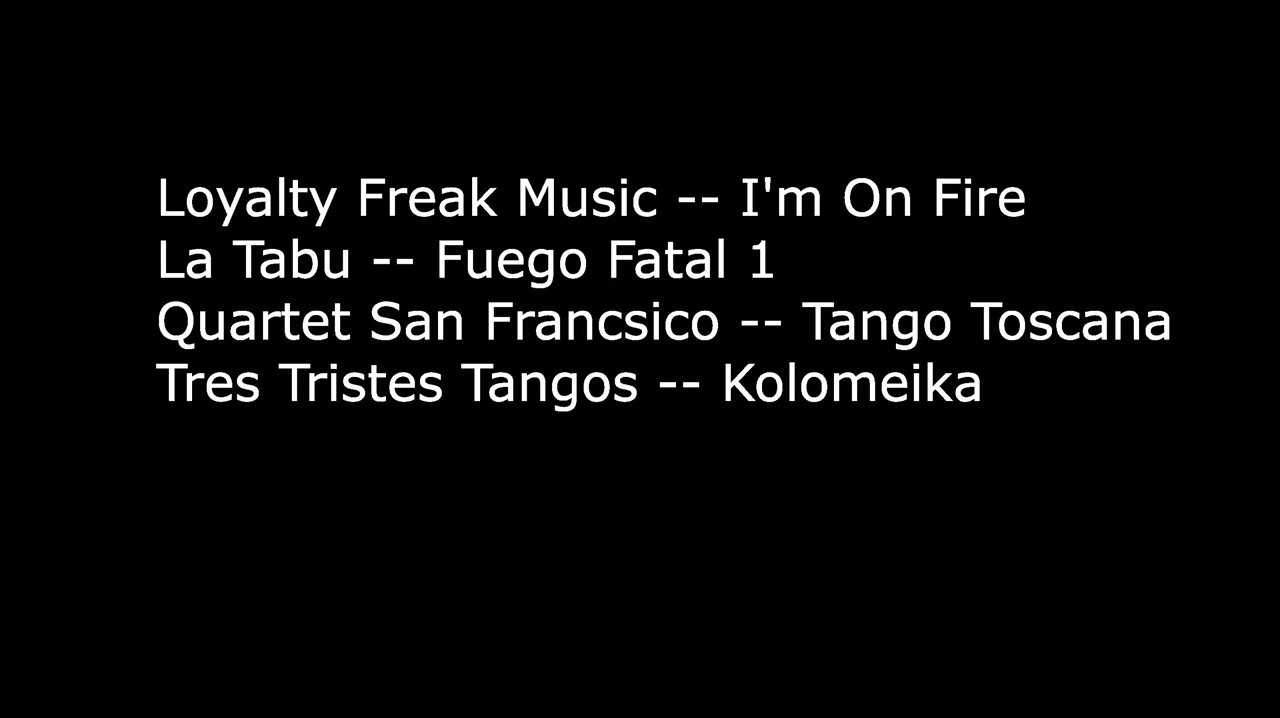 Loyalty Freak Music -- I'm On Fire
La Tabu -- Fuego Fatal 1
Quartet San Francsico -- Tango Toscana
Tres Tristes Tangos -- Kolomeika